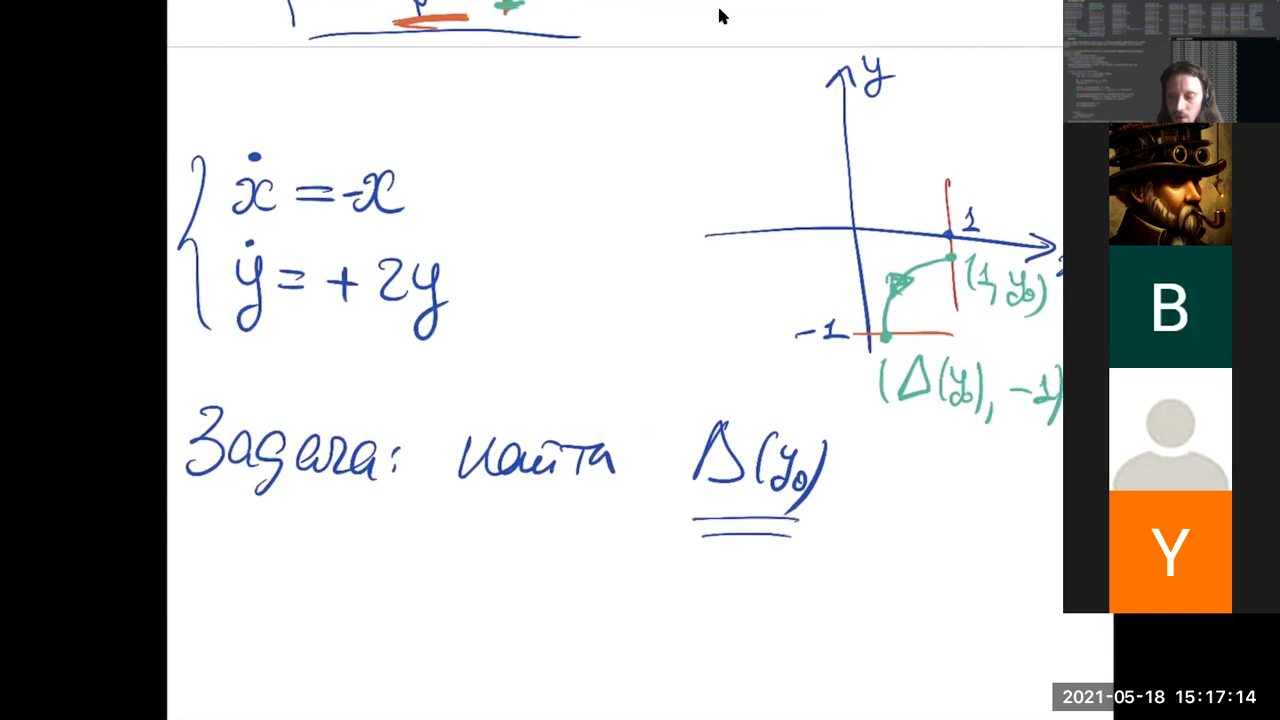 y
ẋ = -x
1
ẏ = + 2y
(1, y₀)
-1
(Δ(y₀), -1)
Задача: найти Δ(y₀)
B
Y
2021-05-18 15:17:14